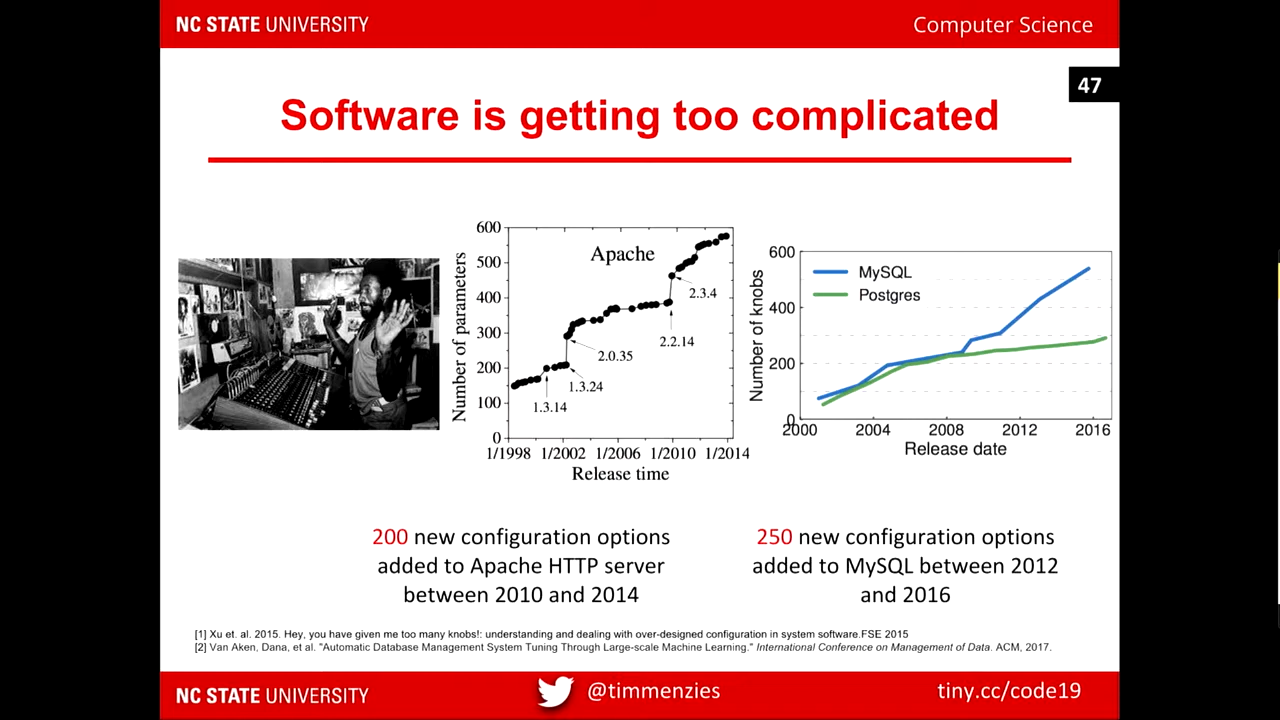 NC STATE UNIVERSITY
Computer Science
47
Software is getting too complicated
600
500
400
300
200
100
0
Number of parameters
Apache
2.3.4
2.2.14
2.0.35
1.3.24
1.3.14
1/1998 1/2002 1/2006 1/2010 1/2014
Release time
600
400
200
0
Number of knobs
MySQL
Postgres
2000 2004 2008 2012 2016
Release date
200 new configuration options
added to Apache HTTP server
between 2010 and 2014
250 new configuration options
added to MySQL between 2012
and 2016
[1] Xu et. al. 2015. Hey, you have given me too many knobs!: understanding and dealing with over-designed configuration in system software.FSE 2015
[2] Van Aken, Dana, et al. "Automatic Database Management System Tuning Through Large-scale Machine Learning." International Conference on Management of Data. ACM, 2017.
NC STATE UNIVERSITY
@timmenzies
tiny.cc/code19